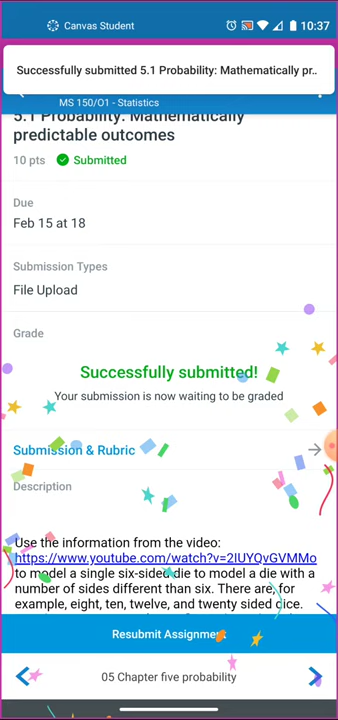 Canvas Student
10:37
Successfully submitted 5.1 Probability: Mathematically pr..
MS 150/O1 - Statistics
5.1 Probability: Mathematically
predictable outcomes
10 pts
Submitted
Due
Feb 15 at 18
Submission Types
File Upload
Grade
Successfully submitted!
Your submission is now waiting to be graded
Submission & Rubric
Description
Use the information from the video:
https://www.youtube.com/watch?v=2IUYQvGVMMo
to model a single six-sided die to model a die with a
number of sides different than six. There are, for
example, eight, ten, twelve, and twenty sided dice.
Resubmit Assignment
05 Chapter five probability